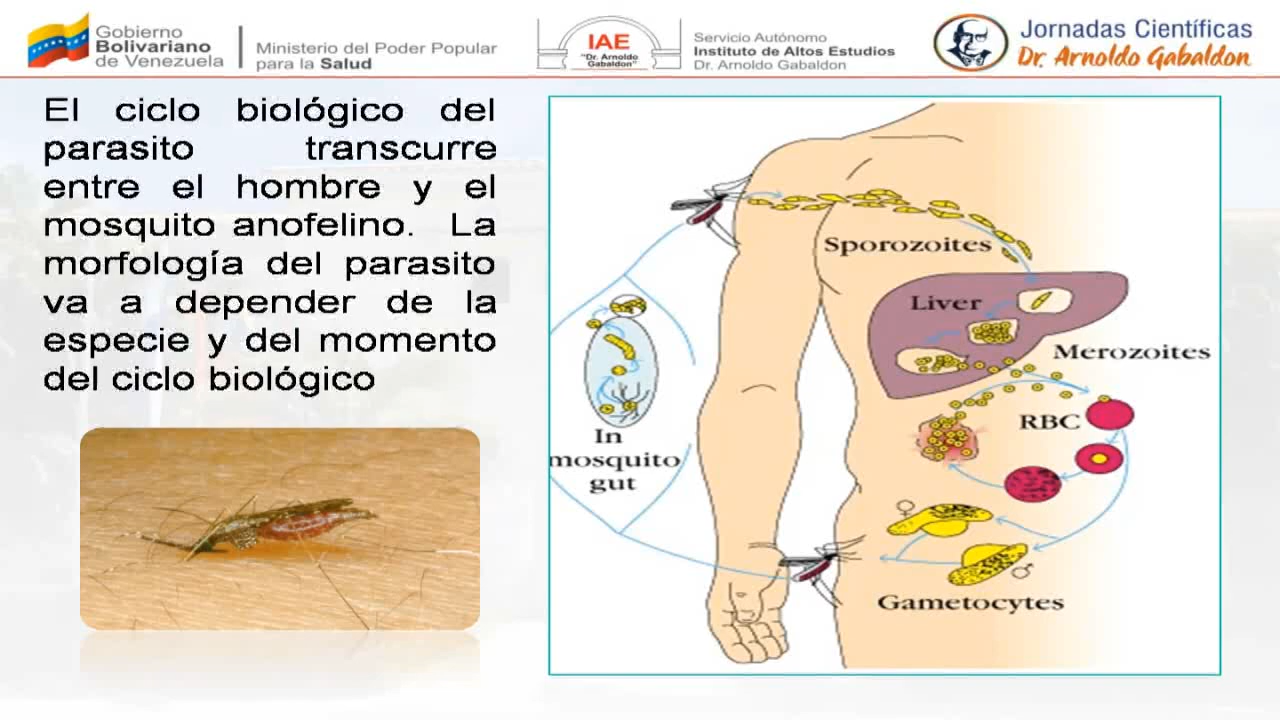 Gobierno
Bolivariano
de Venezuela
Ministerio del Poder Popular
para la Salud
IAE
"Dr. Arnoldo
Gabaldon"
Servicio Autónomo
Instituto de Altos Estudios
Dr. Arnoldo Gabaldon
Jornadas Científicas
Dr. Arnoldo Gabaldon
El ciclo biológico del
parasito transcurre
entre el hombre y el
mosquito anofelino. La
morfología del parasito
va a depender de la
especie y del momento
del ciclo biológico
Sporozoites
Liver
Merozoites
RBC
In
mosquito
gut
♀
♂
Gametocytes